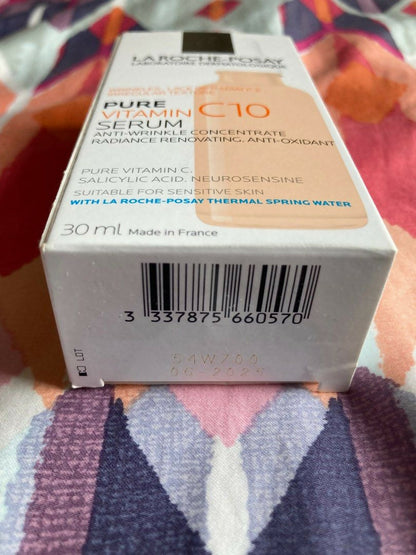 LA ROCHE-POSAY
LABORATOIRE DERMATOLOGIQUE
PURE
VITAMIN C10
SERUM
ANTI-WRINKLE CONCENTRATE
RADIANCE RENOVATING, ANTI-OXIDANT
PURE VITAMIN C,
SALICYLIC ACID, NEUROSENSINE
SUITABLE FOR SENSITIVE SKIN
WITH LA ROCHE-POSAY THERMAL SPRING WATER
30 ml Made in France
3 337875 660570
LOT
54W700